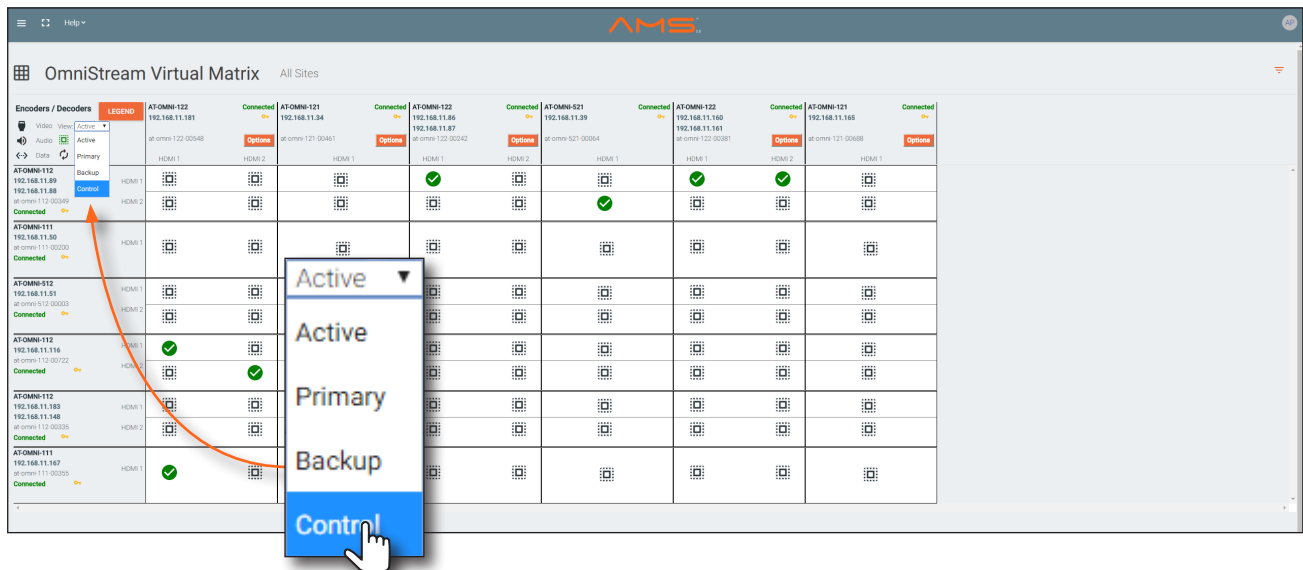 Help
AMS
AP
OmniStream Virtual Matrix All Sites
Encoders / Decoders LEGEND
Video View: Active
Audio
Data
Active
Primary
Backup
Control
AT-OMNI-122 Connected
192.168.11.181
at-omni-122-00548 Options
HDMI 1 HDMI 2
AT-OMNI-121 Connected
192.168.11.34
at-omni-121-00461 Options
HDMI 1
AT-OMNI-122 Connected
192.168.11.86
192.168.11.87
at-omni-122-00242 Options
HDMI 1 HDMI 2
AT-OMNI-521 Connected
192.168.11.39
at-omni-521-00064
HDMI 1
AT-OMNI-122 Connected
192.168.11.160
192.168.11.161
at-omni-122-00381 Options
HDMI 1 HDMI 2
AT-OMNI-121 Connected
192.168.11.165
at-omni-121-00688 Options
HDMI 1
AT-OMNI-112
192.168.11.89 HDMI 1
192.168.11.88
at-omni-112-00349 HDMI 2
Connected
AT-OMNI-111
192.168.11.50
at-omni-111-00200 HDMI 1
Connected
AT-OMNI-512
192.168.11.51 HDMI 1
at-omni-512-00003
Connected HDMI 2
AT-OMNI-112
192.168.11.116 HDMI 1
at-omni-112-00722
Connected HDMI 2
AT-OMNI-112
192.168.11.183 HDMI 1
192.168.11.148
at-omni-112-00335 HDMI 2
Connected
AT-OMNI-111
192.168.11.167
at-omni-111-00355 HDMI 1
Connected
Active
Active
Primary
Backup
Control